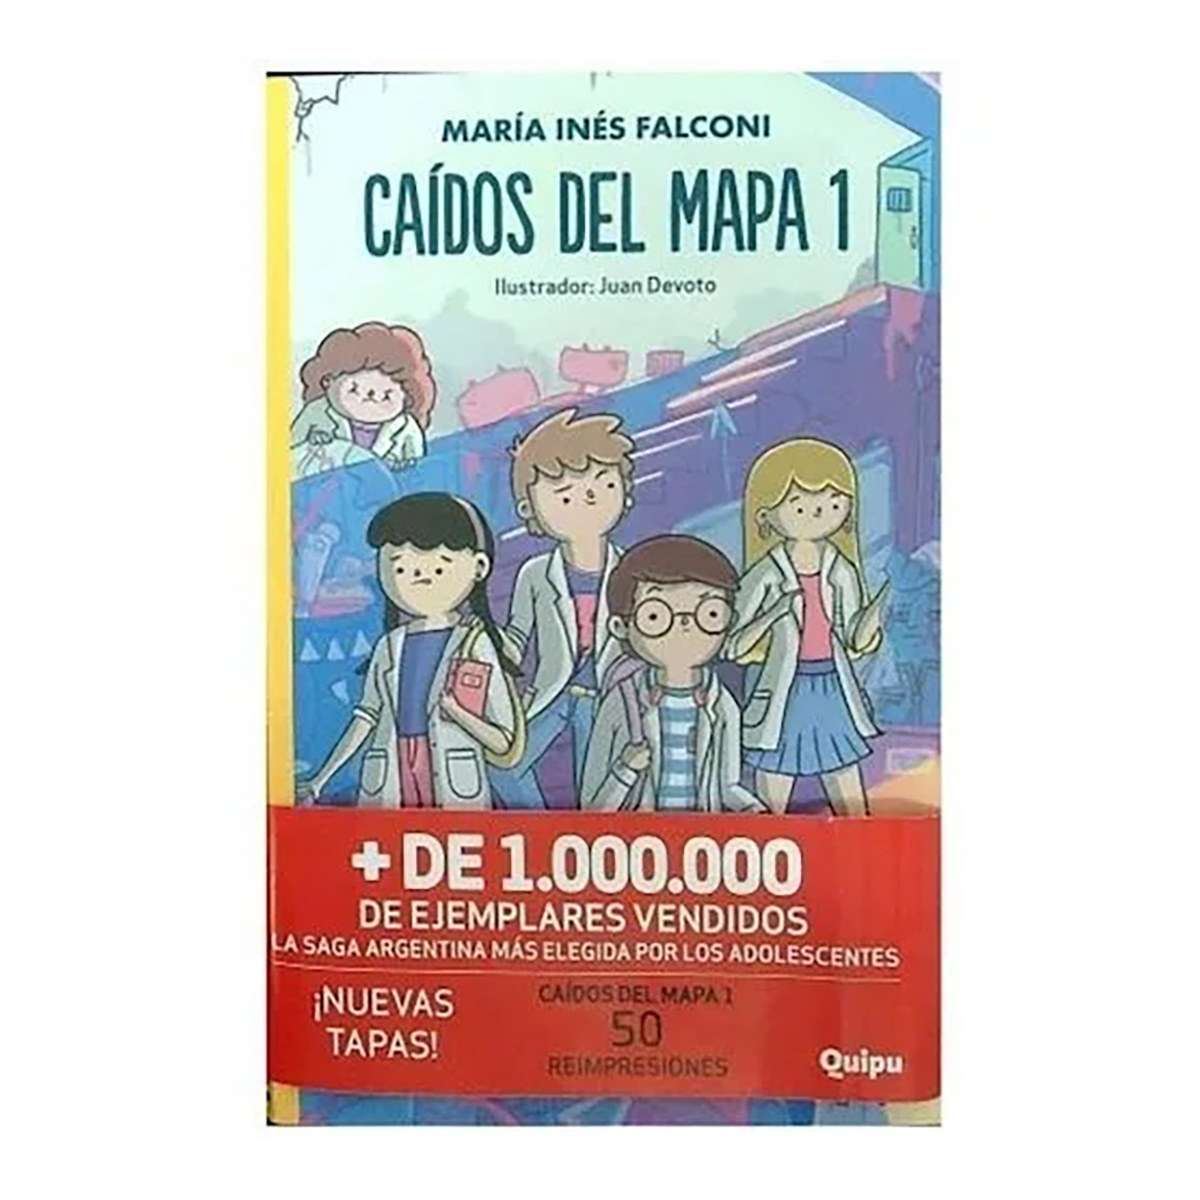 MARÍA INÉS FALCONI
CAÍDOS DEL MAPA 1
Ilustrador: Juan Devoto
+ DE 1.000.000
DE EJEMPLARES VENDIDOS
LA SAGA ARGENTINA MÁS ELEGIDA POR LOS ADOLESCENTES
¡NUEVAS
TAPAS!
CAÍDOS DEL MAPA 1
50
REIMPRESIONES
Quipu